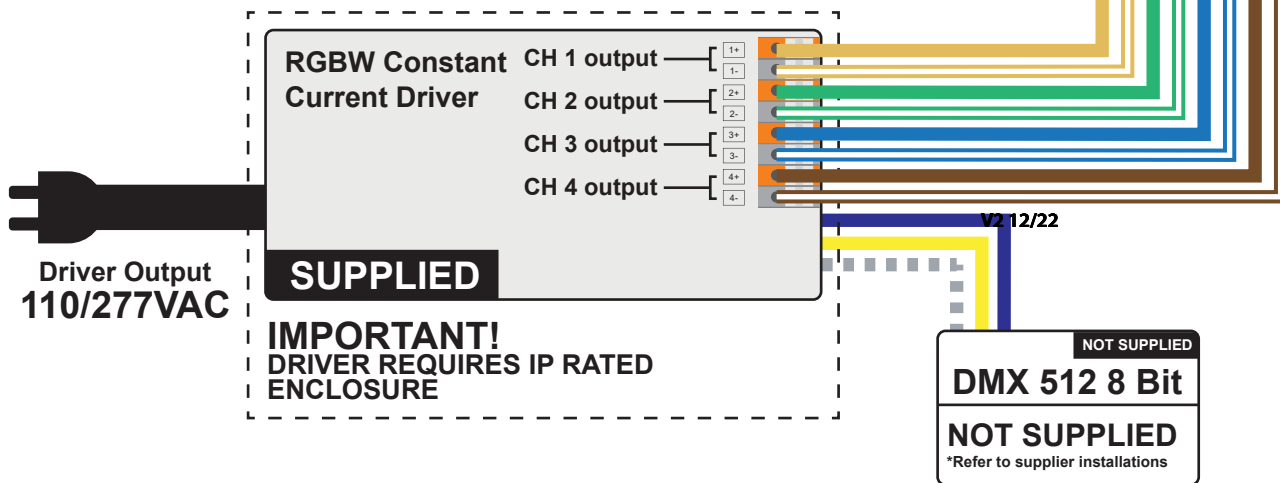 RGBW Constant
Current Driver
CH 1 output
1+
1-
CH 2 output
2+
2-
CH 3 output
3+
3-
CH 4 output
4+
4-
V2 12/22
Driver Output
110/277VAC
SUPPLIED
IMPORTANT!
DRIVER REQUIRES IP RATED
ENCLOSURE
NOT SUPPLIED
DMX 512 8 Bit
NOT SUPPLIED
*Refer to supplier installations